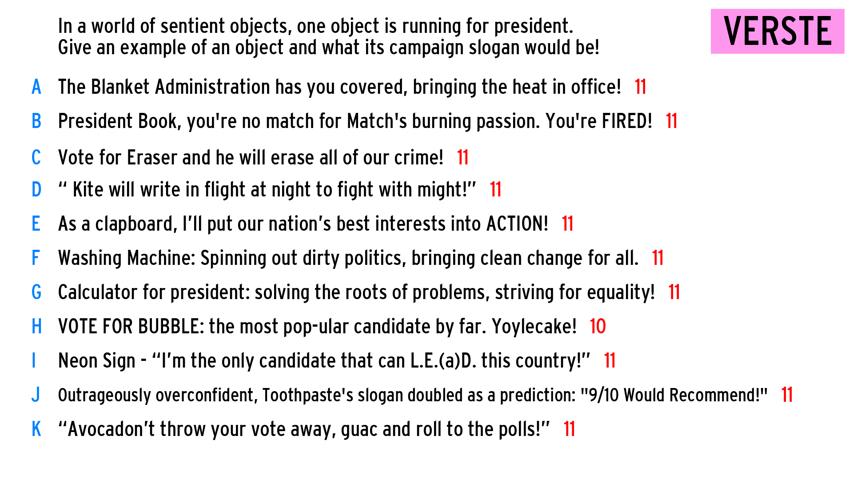 In a world of sentient objects, one object is running for president.
Give an example of an object and what its campaign slogan would be!
VERSTE
A The Blanket Administration has you covered, bringing the heat in office! 11
B President Book, you're no match for Match's burning passion. You're FIRED! 11
C Vote for Eraser and he will erase all of our crime! 11
D “ Kite will write in flight at night to fight with might!” 11
E As a clapboard, I’ll put our nation’s best interests into ACTION! 11
F Washing Machine: Spinning out dirty politics, bringing clean change for all. 11
G Calculator for president: solving the roots of problems, striving for equality! 11
H VOTE FOR BUBBLE: the most pop-ular candidate by far. Yoylecake! 10
I Neon Sign - “I’m the only candidate that can L.E.(a)D. this country!” 11
J Outrageously overconfident, Toothpaste's slogan doubled as a prediction: "9/10 Would Recommend!" 11
K “Avocadon’t throw your vote away, guac and roll to the polls!” 11